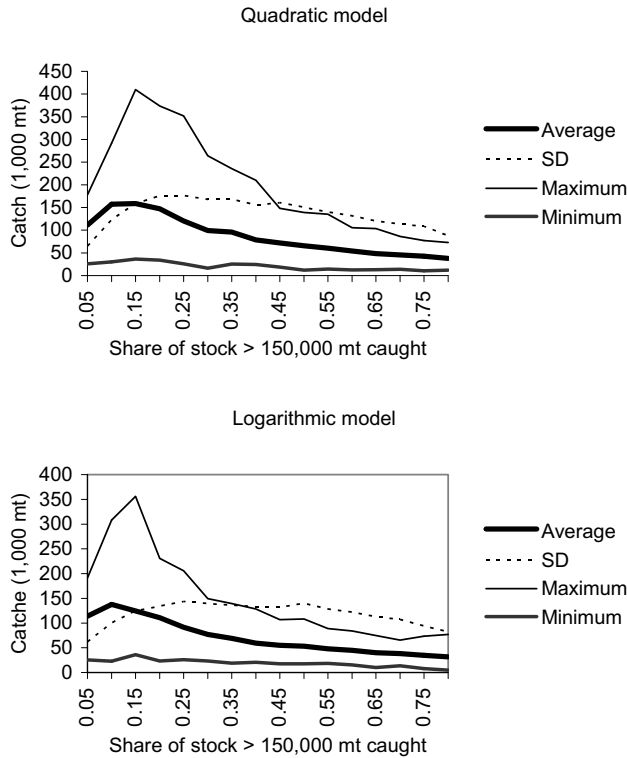 Quadratic model
Catch (1,000 mt)
450
400
350
300
250
200
150
100
50
0
0.05
0.15
0.25
0.35
0.45
0.55
0.65
0.75
Share of stock > 150,000 mt caught
Average
SD
Maximum
Minimum
Logarithmic model
Catche (1,000 mt)
400
350
300
250
200
150
100
50
0
0.05
0.15
0.25
0.35
0.45
0.55
0.65
0.75
Share of stock > 150,000 mt caught
Average
SD
Maximum
Minimum